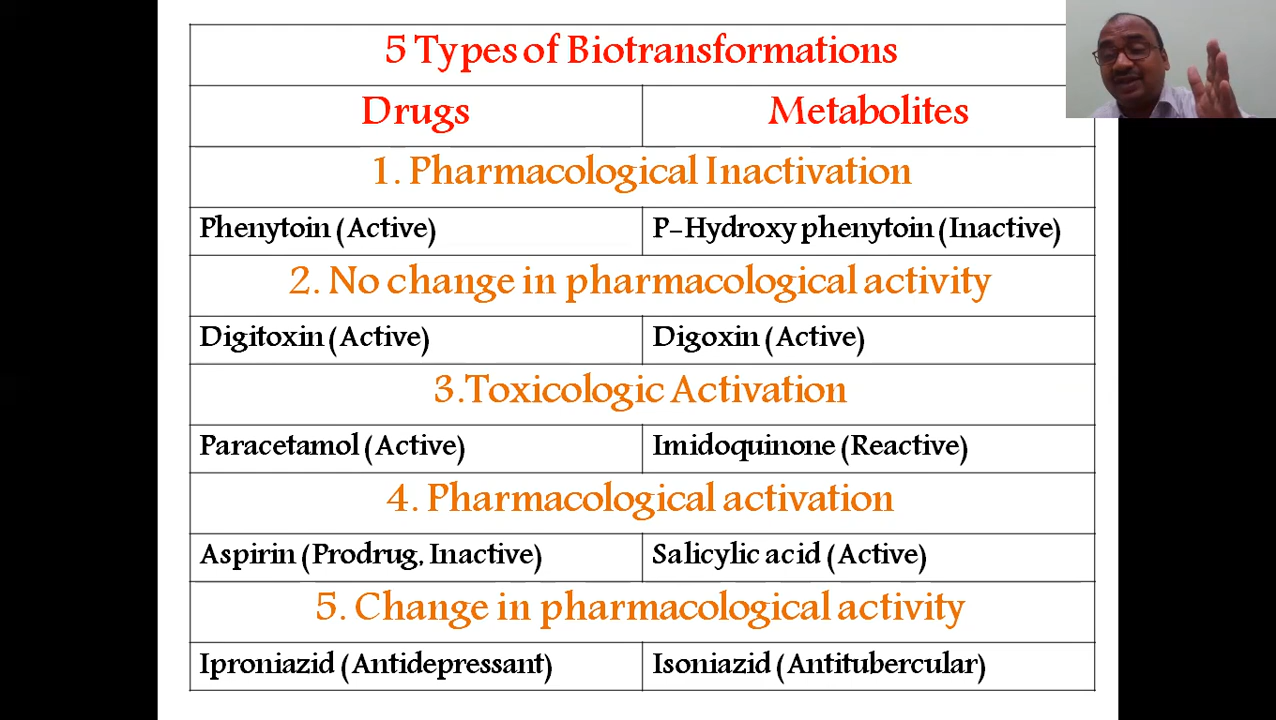 5 Types of Biotransformations
Drugs
Metabolites
1. Pharmacological Inactivation
Phenytoin (Active)
P-Hydroxy phenytoin (Inactive)
2. No change in pharmacological activity
Digitoxin (Active)
Digoxin (Active)
3.Toxicologic Activation
Paracetamol (Active)
Imidoquinone (Reactive)
4. Pharmacological activation
Aspirin (Prodrug, Inactive)
Salicylic acid (Active)
5. Change in pharmacological activity
Iproniazid (Antidepressant)
Isoniazid (Antitubercular)